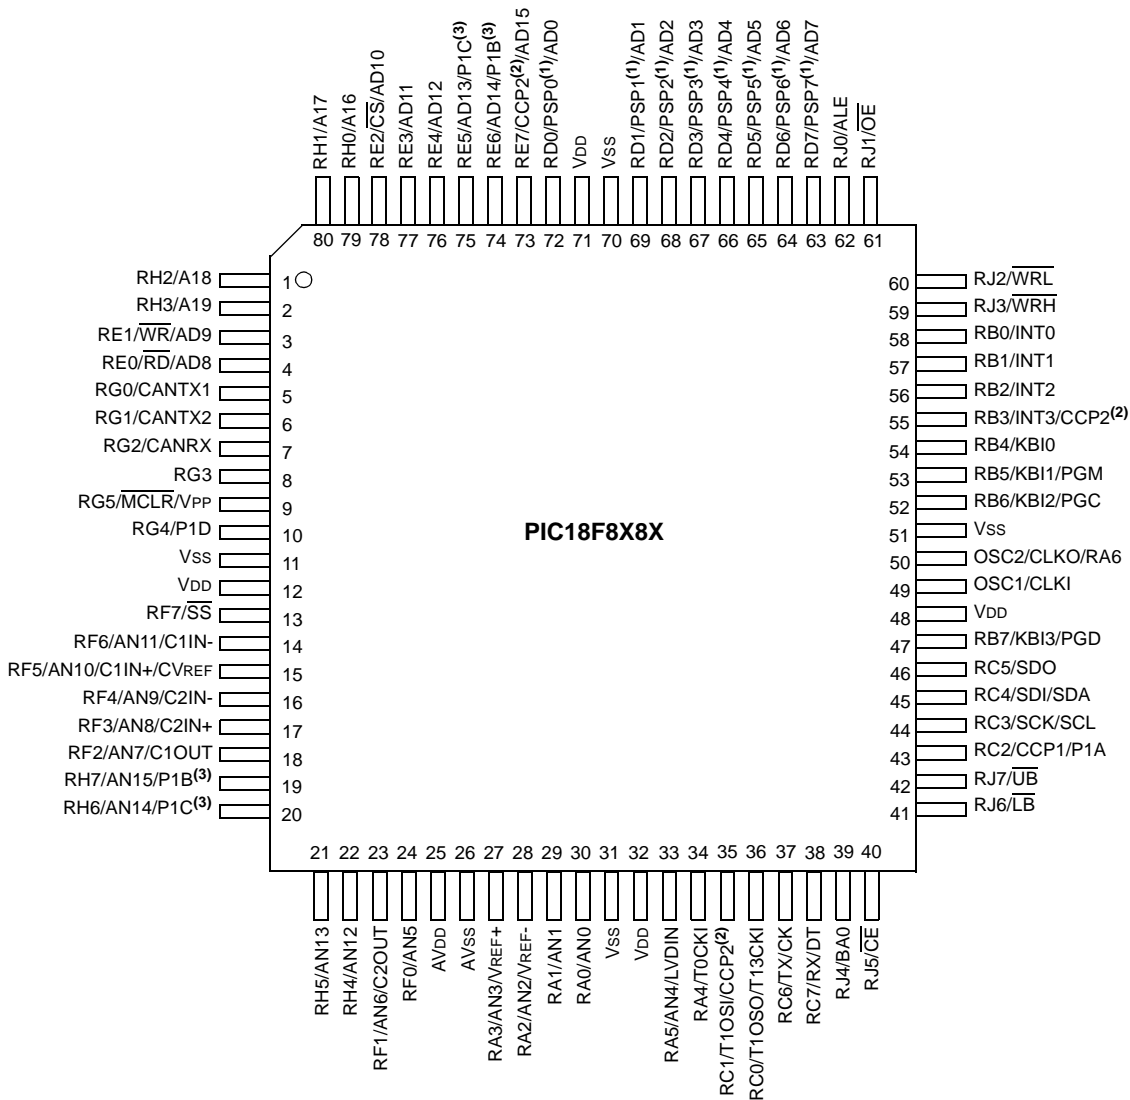 RH1/A17
RH0/A16
RE2/CS/AD10
RE3/AD11
RE4/AD12
RE5/AD13/P1C(3)
RE6/AD14/P1B(3)
RE7/CCP2(2)/AD15
RD0/PSP0(1)/AD0
VDD
VSS
RD1/PSP1(1)/AD1
RD2/PSP2(1)/AD2
RD3/PSP3(1)/AD3
RD4/PSP4(1)/AD4
RD5/PSP5(1)/AD5
RD6/PSP6(1)/AD6
RD7/PSP7(1)/AD7
RJ0/ALE
RJ1/OE
80 79 78 77 76 75 74 73 72 71 70 69 68 67 66 65 64 63 62 61
RH2/A18 1
RH3/A19 2
RE1/WR/AD9 3
RE0/RD/AD8 4
RG0/CANTX1 5
RG1/CANTX2 6
RG2/CANRX 7
RG3 8
RG5/MCLR/VPP 9
RG4/P1D 10
VSS 11
VDD 12
RF7/SS 13
RF6/AN11/C1IN- 14
RF5/AN10/C1IN+/CVREF 15
RF4/AN9/C2IN- 16
RF3/AN8/C2IN+ 17
RF2/AN7/C1OUT 18
RH7/AN15/P1B(3) 19
RH6/AN14/P1C(3) 20
PIC18F8X8X
60 RJ2/WRL
59 RJ3/WRH
58 RB0/INT0
57 RB1/INT1
56 RB2/INT2
55 RB3/INT3/CCP2(2)
54 RB4/KBI0
53 RB5/KBI1/PGM
52 RB6/KBI2/PGC
51 VSS
50 OSC2/CLKO/RA6
49 OSC1/CLKI
48 VDD
47 RB7/KBI3/PGD
46 RC5/SDO
45 RC4/SDI/SDA
44 RC3/SCK/SCL
43 RC2/CCP1/P1A
42 RJ7/UB
41 RJ6/LB
21 22 23 24 25 26 27 28 29 30 31 32 33 34 35 36 37 38 39 40
RH5/AN13
RH4/AN12
RF1/AN6/C2OUT
RF0/AN5
AVDD
AVSS
RA3/AN3/VREF+
RA2/AN2/VREF-
RA1/AN1
RA0/AN0
VSS
VDD
RA5/AN4/LVDIN
RA4/T0CKI
RC1/T1OSI/CCP2(2)
RC0/T1OSO/T13CKI
RC6/TX/CK
RC7/RX/DT
RJ4/BA0
RJ5/CE